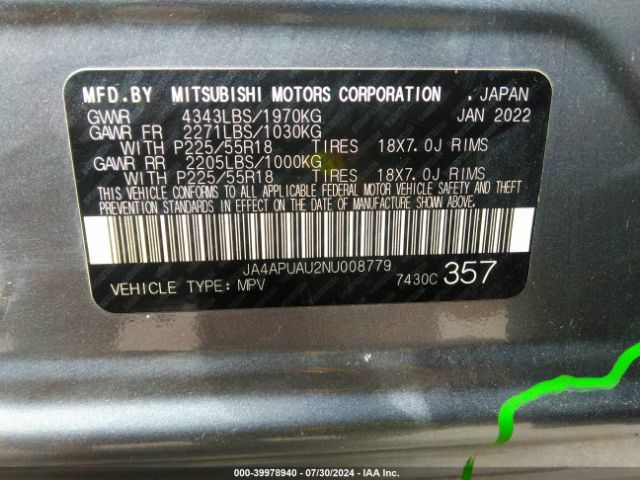 MFD.BY MITSUBISHI MOTORS CORPORATION . JAPAN
GVWR 4343LBS/1970KG JAN 2022
GAWR FR 2271LBS/1030KG
WITH P225/55R18 TIRES 18X7.0J RIMS
GAWR RR 2205LBS/1000KG
WITH P225/55R18 TIRES 18X7.0J RIMS
THIS VEHICLE CONFORMS TO ALL APPLICABLE FEDERAL MOTOR VEHICLE SAFETY AND THEFT
PREVENTION STANDARDS IN EFFECT ON THE DATE OF MANUFACTURE SHOWN ABOVE.
JA4APUAU2NU008779
VEHICLE TYPE: MPV 7430C 357
000-39978940 - 07/30/2024 - IAA Inc.